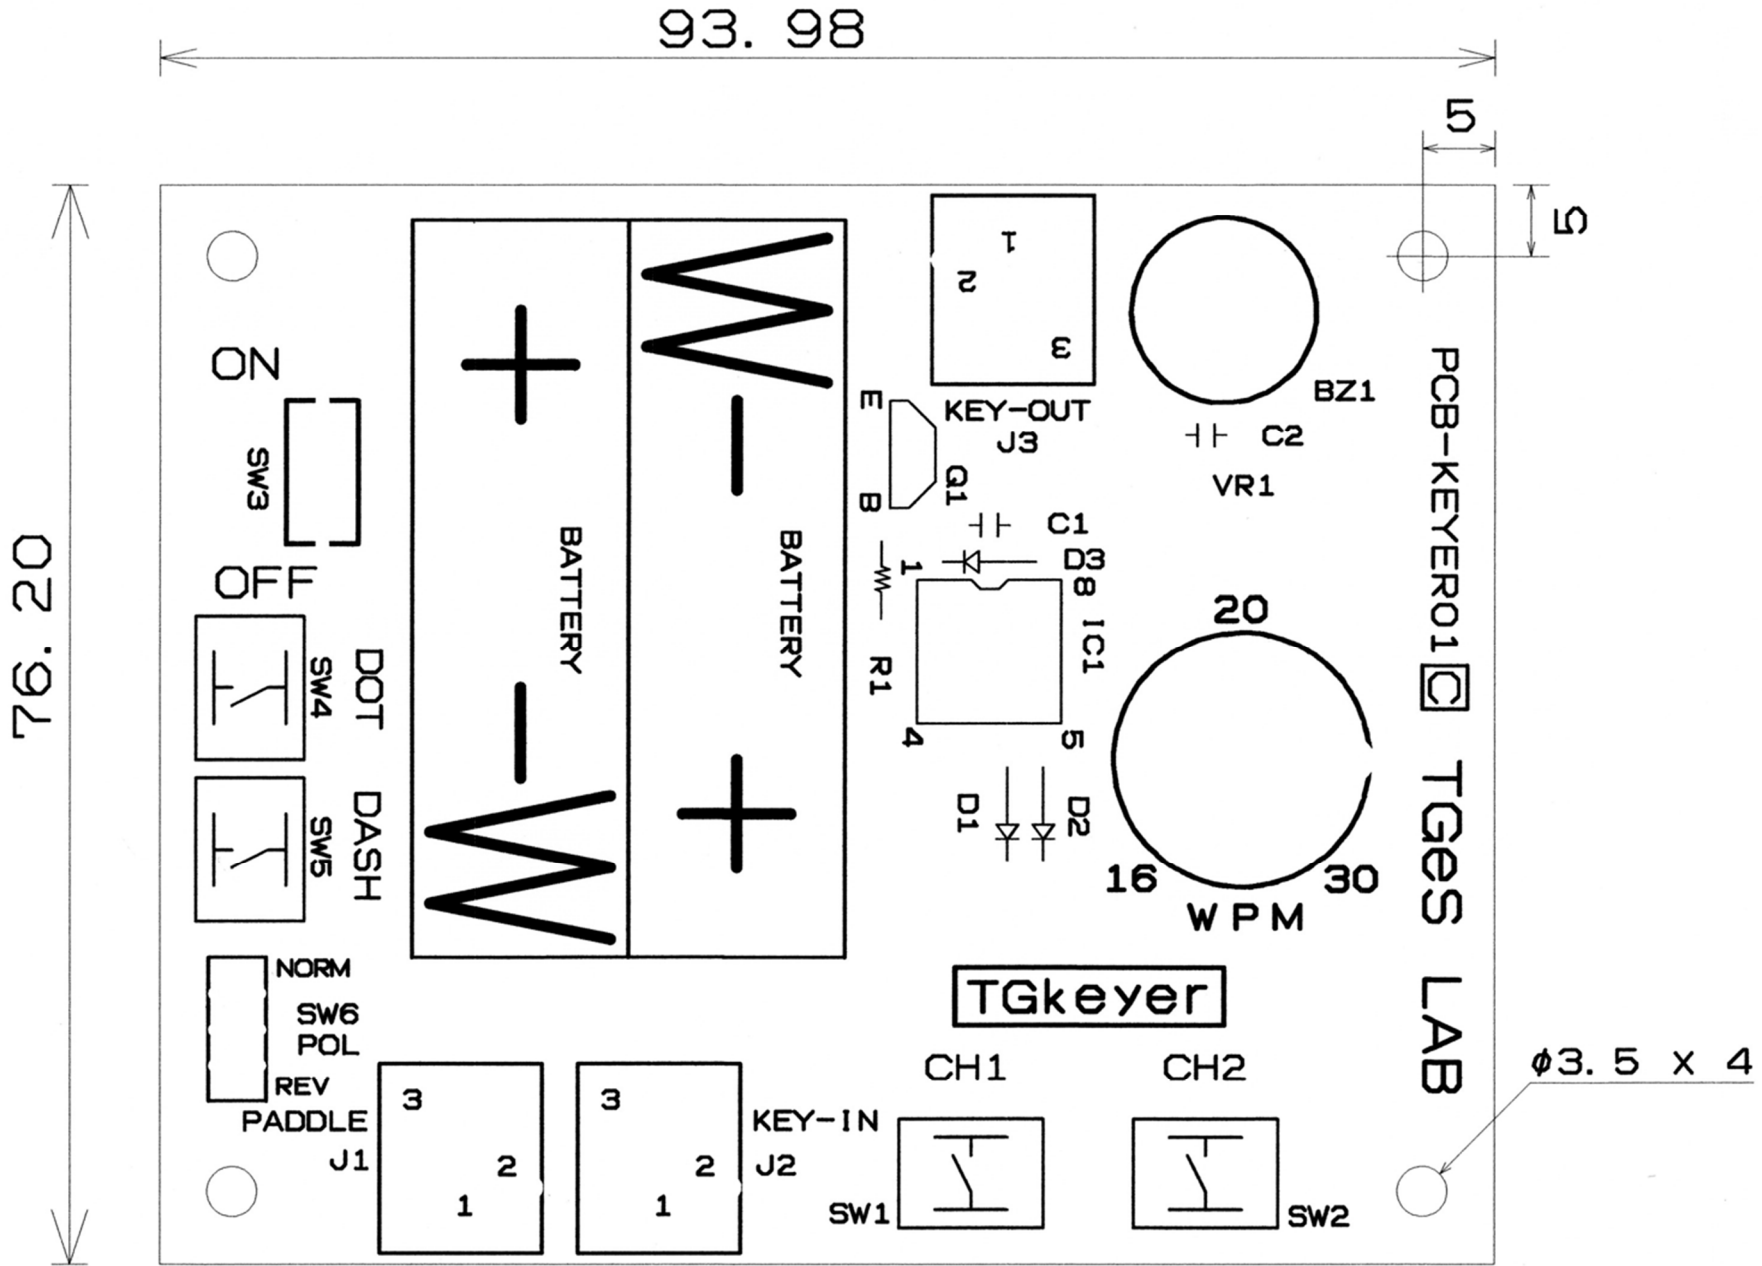 93.98
5
5
76.20
ON
SW3
OFF
SW4
DOT
SW5
DASH
NORM
SW6
POL
REV
PADDLE
J1
3
2
1
3
2
1
KEY-IN
J2
+
-
BATTERY
-
+
BATTERY
1
2
3
KEY-OUT
J3
BZ1
C2
VR1
E
B
Q1
C1
D3
1
8
IC1
R1
4
5
D1
D2
20
16
30
WPM
TGkeyer
CH1
SW1
CH2
SW2
PCB-KEYER01 C TGeS LAB
φ3.5 x 4